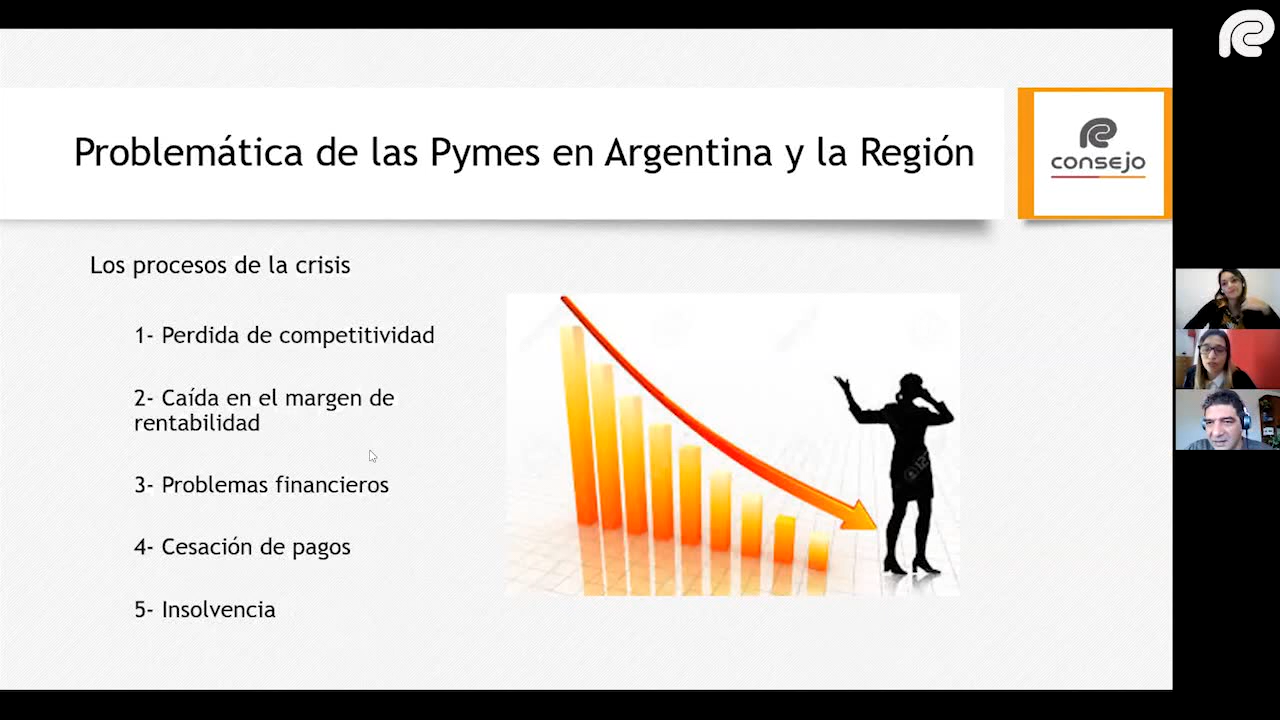 Problemática de las Pymes en Argentina y la Región
consejo
Los procesos de la crisis
1- Perdida de competitividad
2- Caída en el margen de
rentabilidad
3- Problemas financieros
4- Cesación de pagos
5- Insolvencia